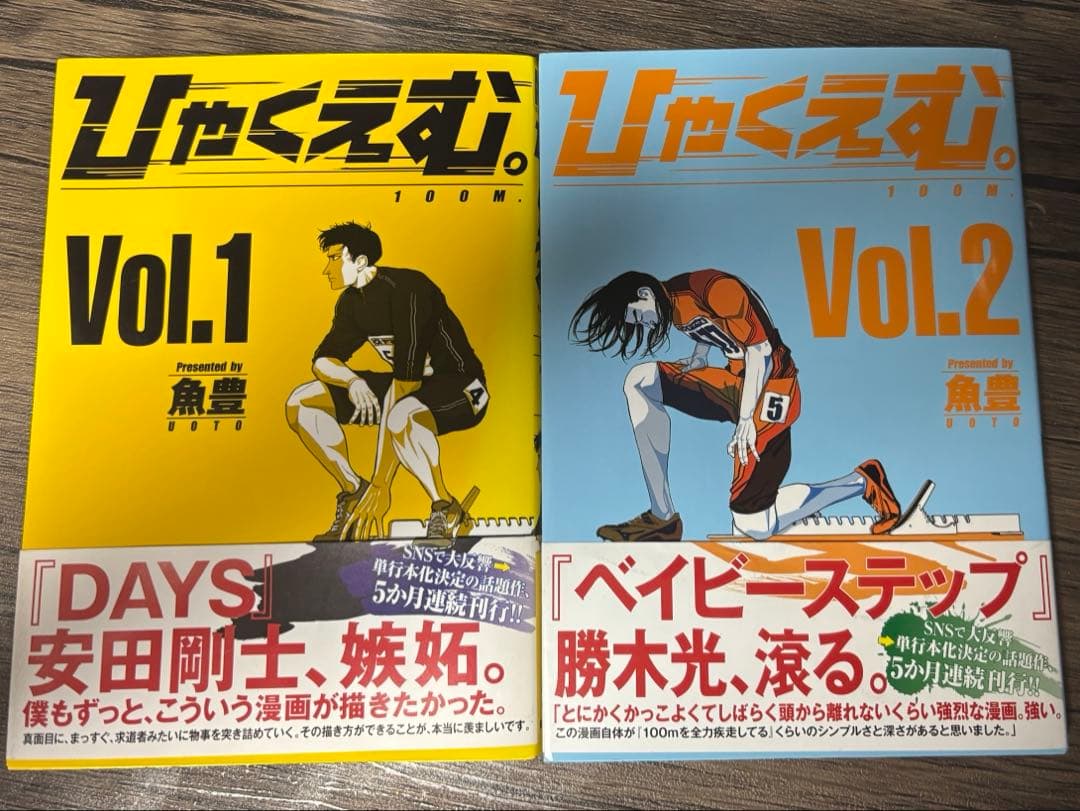 ひゃくえむ。
100M.
Vol.1
Presented by
魚豊
UOTO
4
SNSで大反響
単行本化決定の話題作、
5か月連続刊行!!
『DAYS』
安田剛士、嫉妬。
僕もずっと、こういう漫画が描きたかった。
真面目に、まっすぐ、求道者みたいに物事を突き詰めていく。その描き方ができることが、本当に羨ましいです。
ひゃくえむ。
100M.
Vol.2
Presented by
魚豊
UOTO
5
『ベイビーステップ』
勝木光、滾る。
SNSで大反響
単行本化決定の話題作、
5か月連続刊行!!
「とにかくかっこよくてしばらく頭から離れないくらい強烈な漫画。強い。
この漫画自体が『100mを全力疾走してる』くらいのシンプルさと深さがあると思いました。」